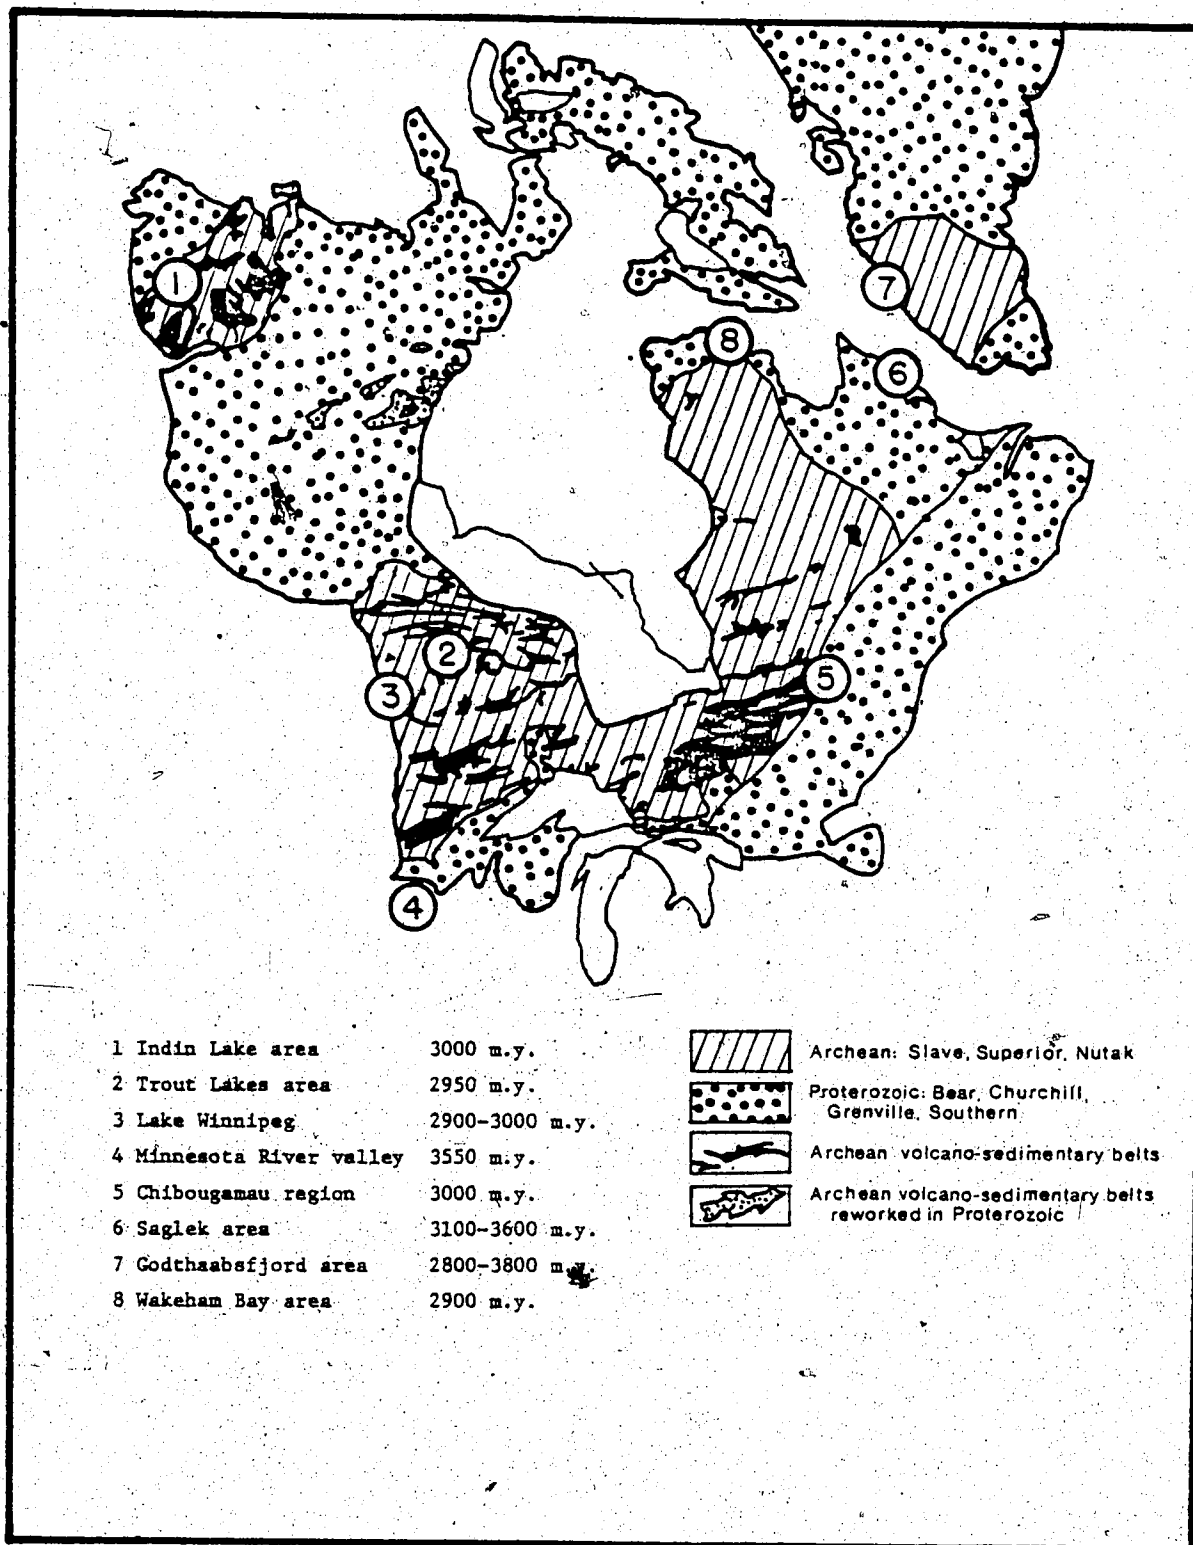 1
2
3
4
5
6
7
8
1 Indin Lake area 3000 m.y.
2 Trout Lakes area 2950 m.y.
3 Lake Winnipeg 2900-3000 m.y.
4 Minnesota River valley 3550 m.y.
5 Chibougamau region 3000 m.y.
6 Saglek area 3100-3600 m.y.
7 Godthaabsfjord area 2800-3800 m.y.
8 Wakeham Bay area 2900 m.y.
Archean: Slave, Superior, Nutak
Proterozoic: Bear, Churchill,
Grenville, Southern
Archean volcano-sedimentary belts
Archean volcano-sedimentary belts
reworked in Proterozoic